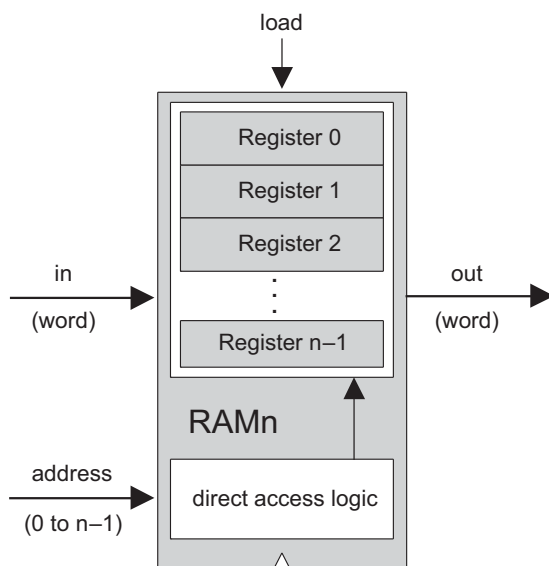 load
Register 0
Register 1
Register 2
in
(word)
out
(word)
Register n–1
RAMn
address
(0 to n–1)
direct access logic